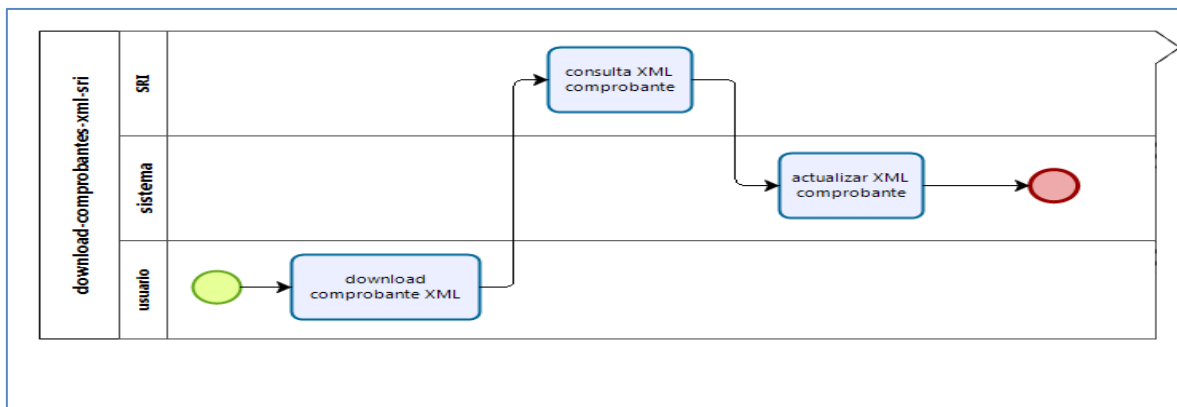 download-comprobantes-xml-sri
SRI
consulta XML
comprobante
sistema
actualizar XML
comprobante
usuario
download
comprobante XML